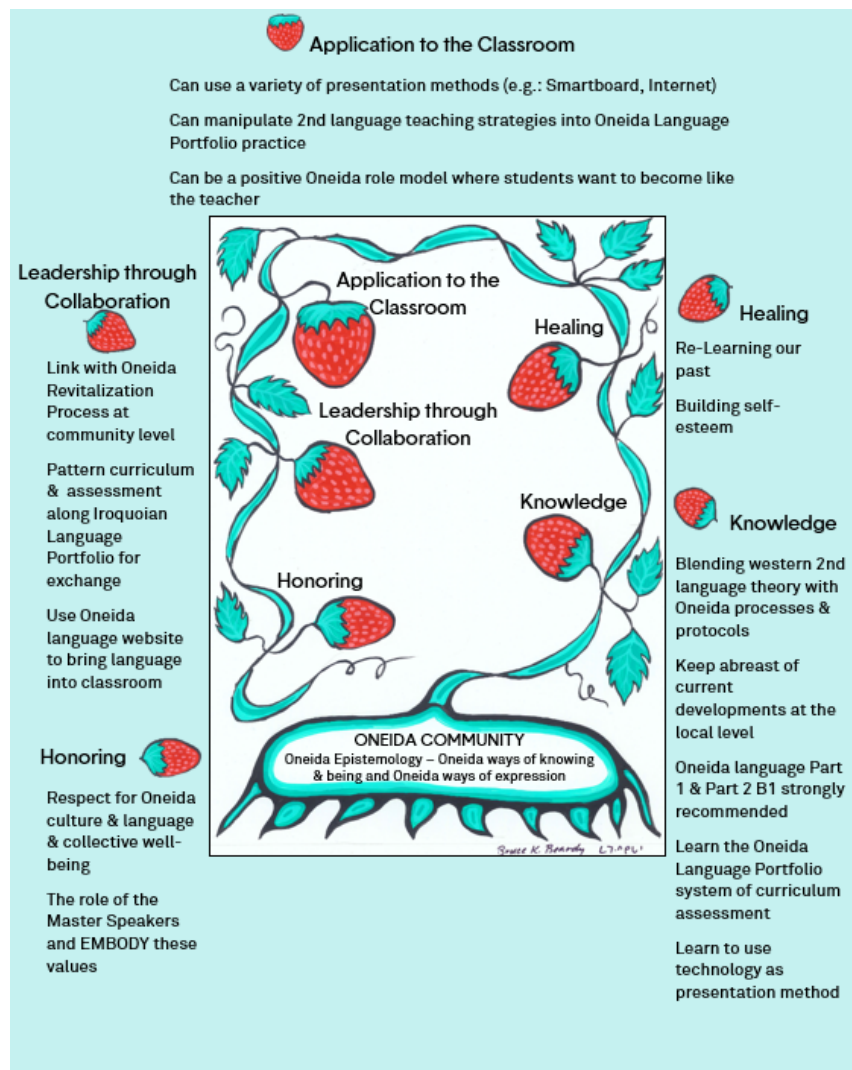 Application to the Classroom
Can use a variety of presentation methods (e.g.: Smartboard, Internet)
Can manipulate 2nd language teaching strategies into Oneida Language
Portfolio practice
Can be a positive Oneida role model where students want to become like
the teacher
Leadership through
Collaboration
Link with Oneida
Revitalization
Process at
community level
Pattern curriculum
& assessment
along Iroquoian
Language
Portfolio for
exchange
Use Oneida
language website
to bring language
into classroom
Honoring
Respect for Oneida
culture & language
& collective well-
being
The role of the
Master Speakers
and EMBODY these
values
Application to the
Classroom
Healing
Leadership through
Collaboration
Knowledge
Honoring
ONEIDA COMMUNITY
Oneida Epistemology – Oneida ways of knowing
& being and Oneida ways of expression
Bruce K. Beardy
Healing
Re-Learning our
past
Building self-
esteem
Knowledge
Blending western 2nd
language theory with
Oneida processes &
protocols
Keep abreast of
current
developments at the
local level
Oneida language Part
1 & Part 2 B1 strongly
recommended
Learn the Oneida
Language Portfolio
system of curriculum
assessment
Learn to use
technology as
presentation method